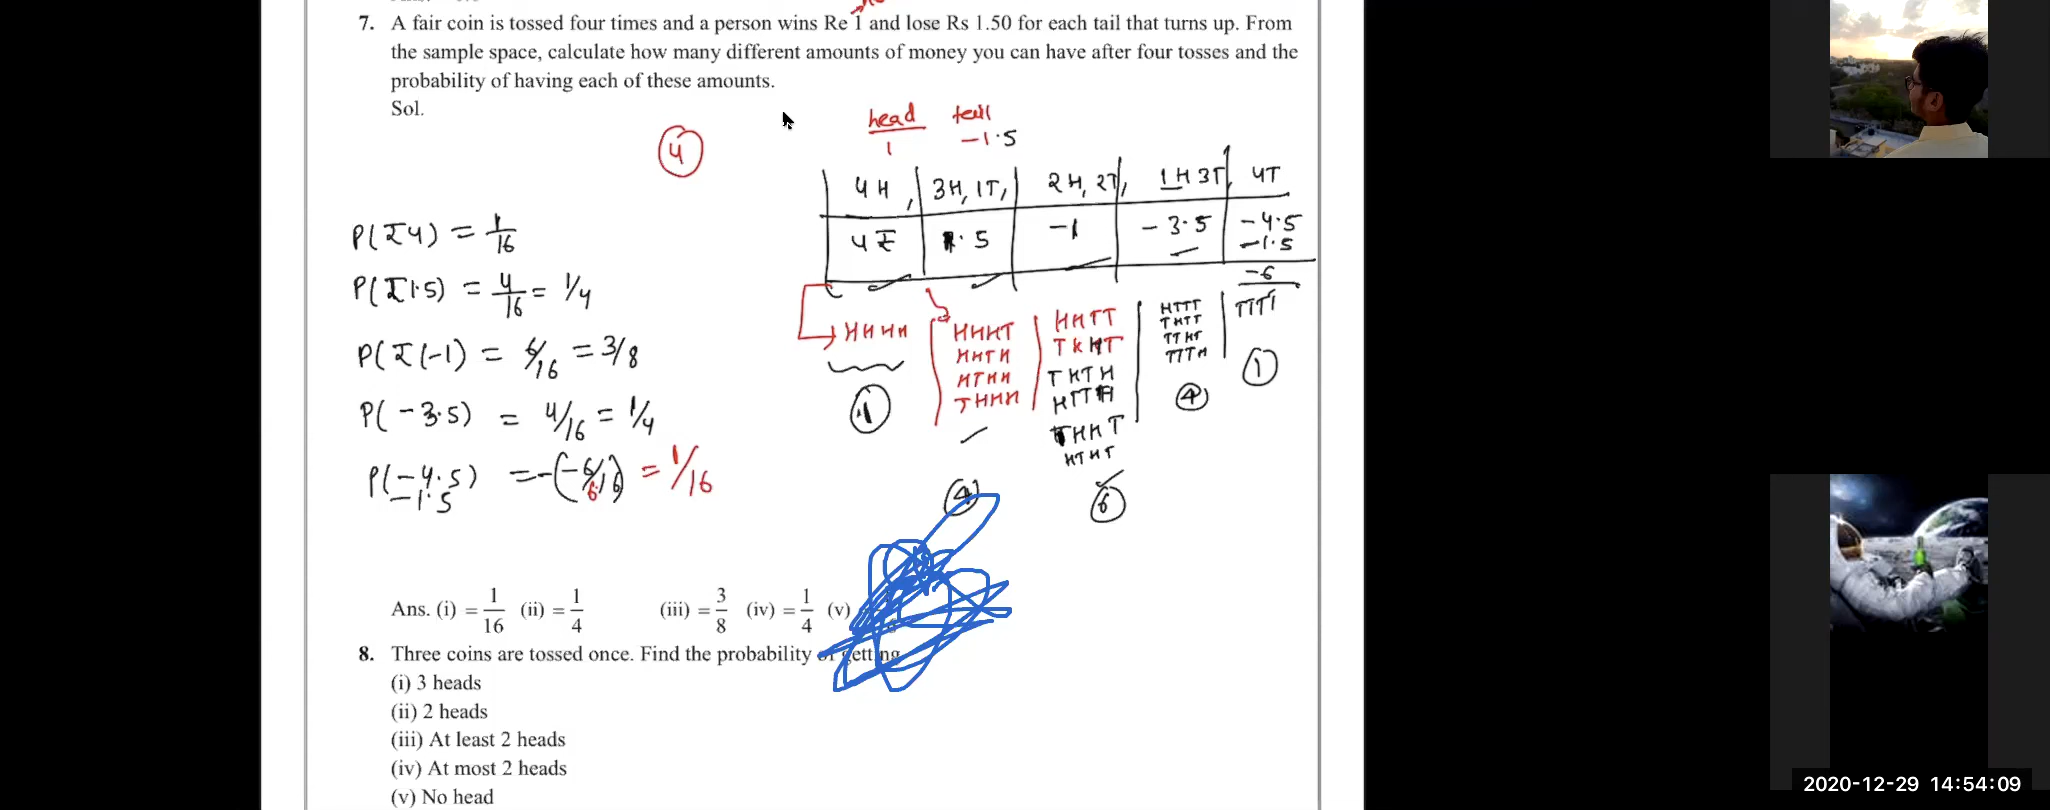 7. A fair coin is tossed four times and a person wins Re 1 and lose Rs 1.50 for each tail that turns up. From
the sample space, calculate how many different amounts of money you can have after four tosses and the
probability of having each of these amounts.
Sol.
head tail
1 -1.5
4
4H, 3H, 1T, 2H, 2T, 1H 3T, 4T
4₹ 1.5 -1 -3.5 -4.5
-1.5
-6
P(₹4) = 1/16
P(₹1.5) = 4/16 = 1/4
P(₹(-1) = 6/16 = 3/8
P(-3.5) = 4/16 = 1/4
P(-4.5) = = 1/16
-1.5
HHHH
1
HHHT
HHTH
HTHH
THHH
4
HHTT
THTH
HTTH
THHT
HTHT
6
HTTT
THTT
TTHT
TTTH
4
TTTT
1
Ans. (i) = 1/16 (ii) = 1/4 (iii) = 3/8 (iv) = 1/4 (v)
8. Three coins are tossed once. Find the probability of getting
(i) 3 heads
(ii) 2 heads
(iii) At least 2 heads
(iv) At most 2 heads
(v) No head
2020-12-29 14:54:09